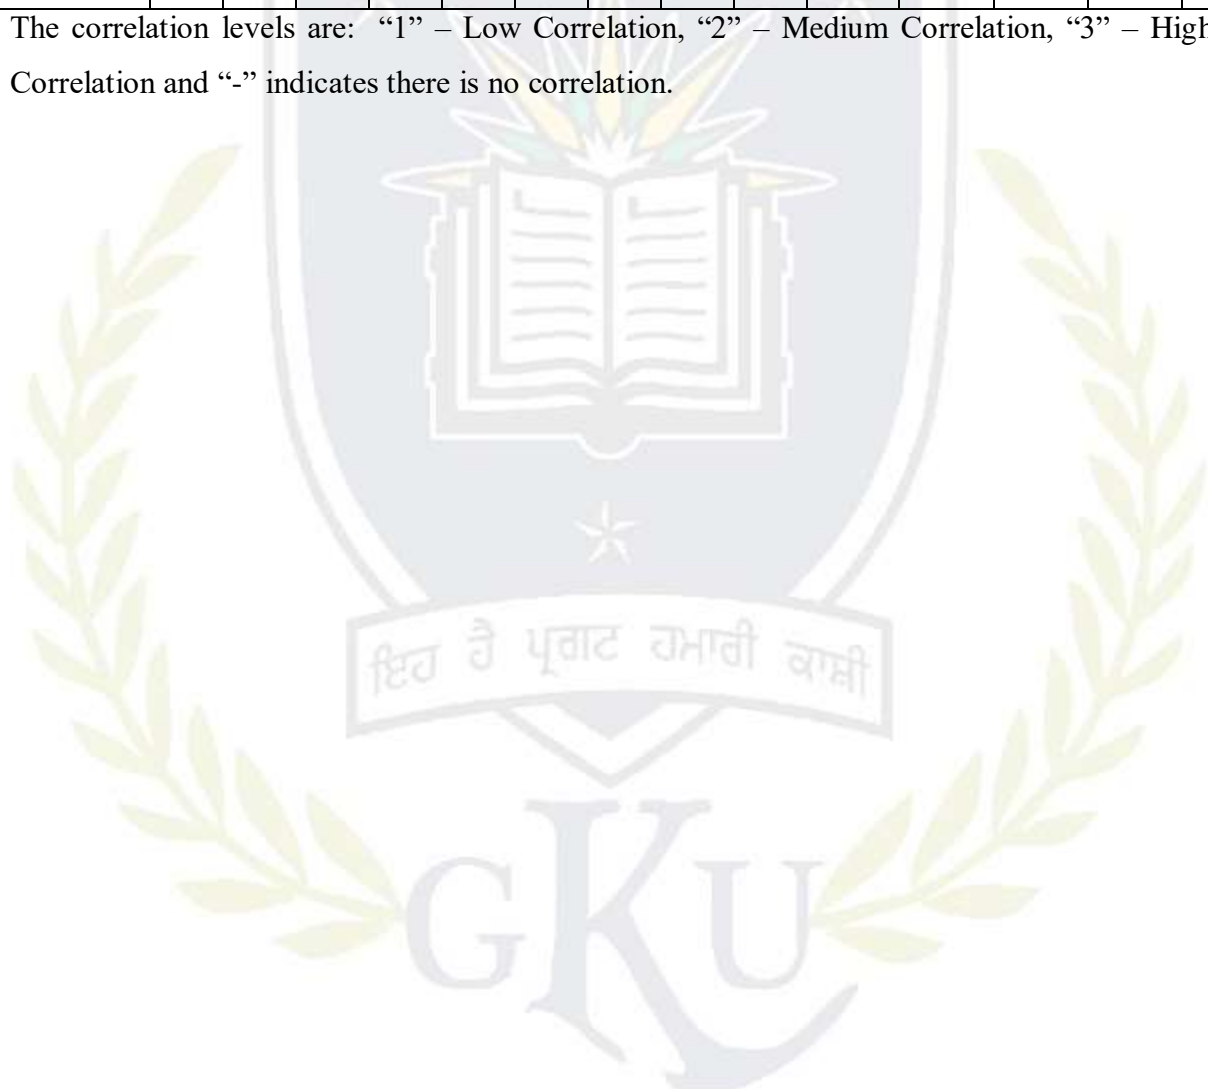 The correlation levels are: “1” – Low Correlation, “2” – Medium Correlation, “3” – High
Correlation and “-” indicates there is no correlation.
ਇਹ ਹੈ ਪ੍ਰਗਟ ਹਮਾਰੀ ਕਾਸ਼ੀ
GKU